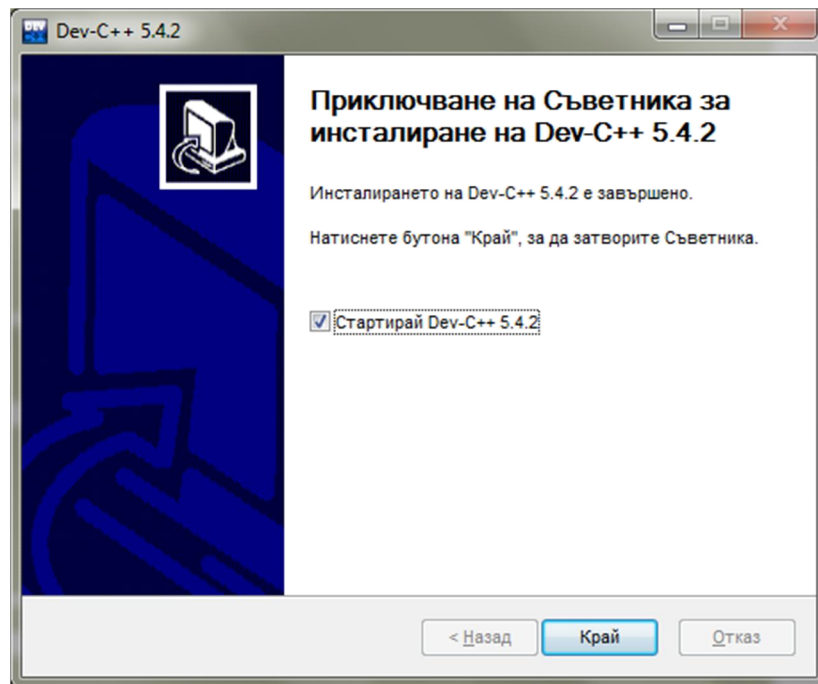 Dev-C++ 5.4.2
Приключване на Съветника за
инсталиране на Dev-C++ 5.4.2
Инсталирането на Dev-C++ 5.4.2 е завършено.
Натиснете бутона "Край", за да затворите Съветника.
Стартирай Dev-C++ 5.4.2
< Назад Край Отказ